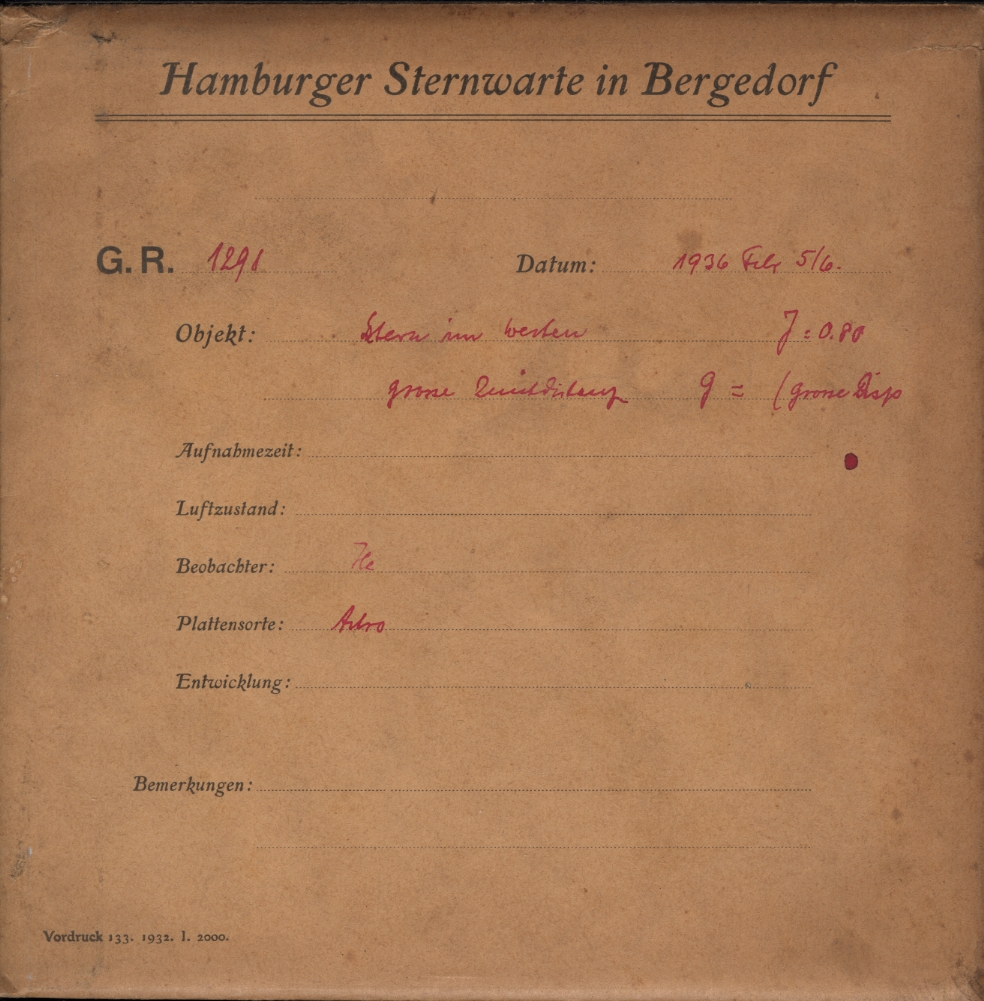 Hamburger Sternwarte in Bergedorf
G. R. 1291 Datum: 1936 Febr 5/6.
Objekt: Stern im Westen J = 0.80
grosse Zenitdistanz g = (grosse Disp
Aufnahmezeit:
Luftzustand:
Beobachter:
Plattensorte: Astro
Entwicklung:
Bemerkungen:
Vordruck 133. 1932. I. 2000.